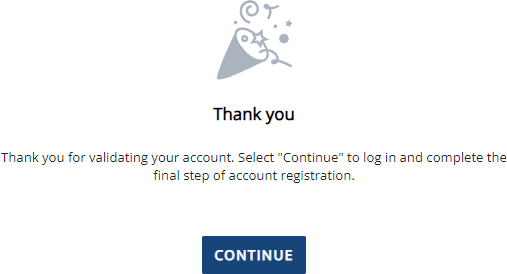 Thank you
Thank you for validating your account. Select "Continue" to log in and complete the
final step of account registration.
CONTINUE